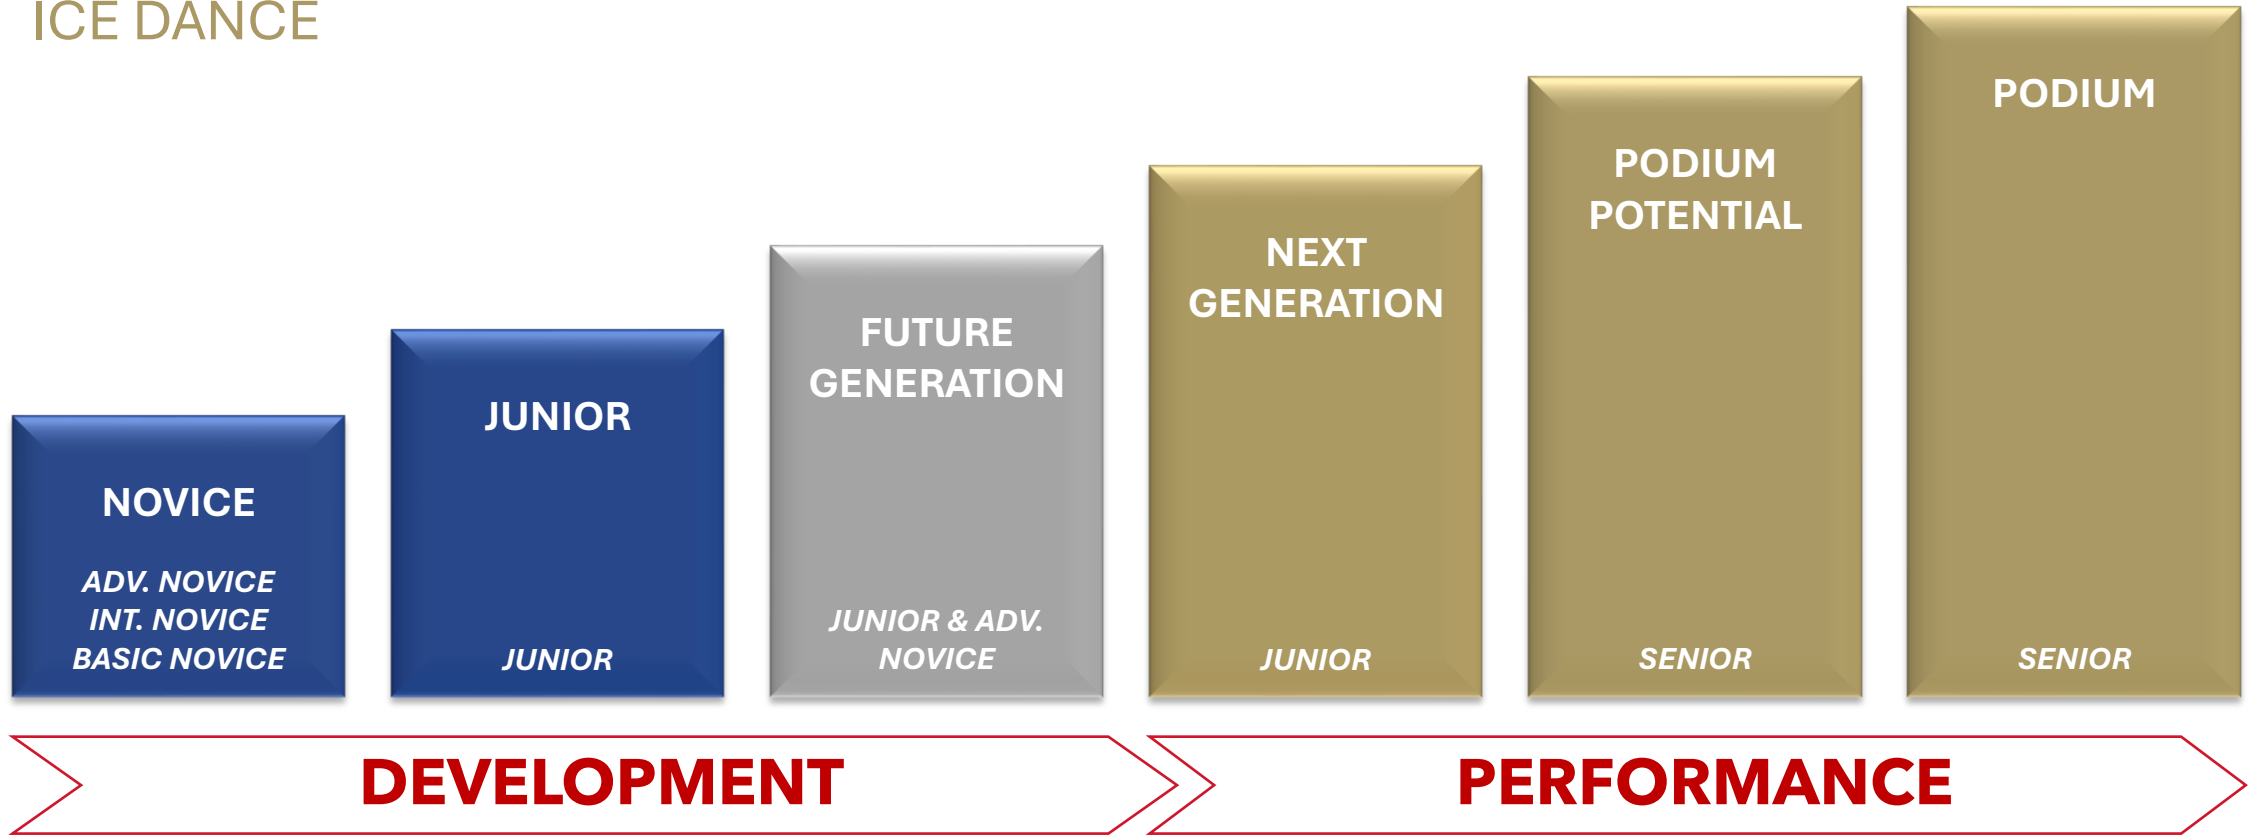 ICE DANCE
NOVICE
ADV. NOVICE
INT. NOVICE
BASIC NOVICE
JUNIOR
JUNIOR
FUTURE
GENERATION
JUNIOR & ADV.
NOVICE
NEXT
GENERATION
JUNIOR
PODIUM
POTENTIAL
SENIOR
PODIUM
SENIOR
DEVELOPMENT
PERFORMANCE